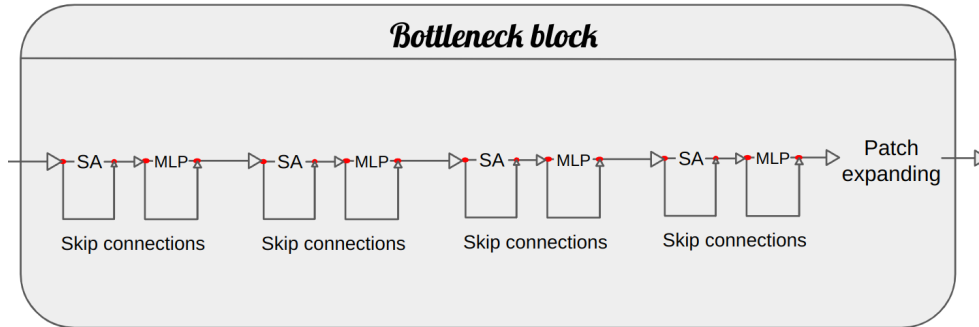 Bottleneck block
SA MLP SA MLP SA MLP SA MLP Patch
expanding
Skip connections Skip connections Skip connections Skip connections